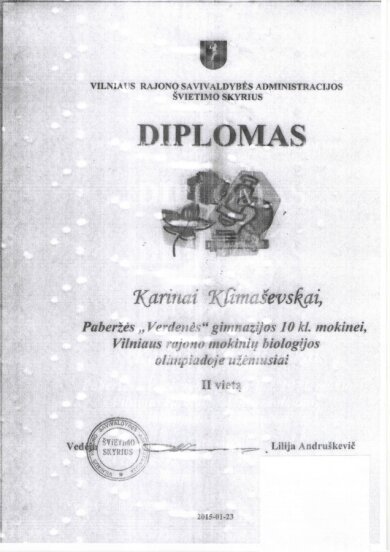 VILNIAUS RAJONO SAVIVALDYBĖS ADMINISTRACIJOS
ŠVIETIMO SKYRIUS
DIPLOMAS
Karinai Klimaševskai,
Paberžės „Verdenės“ gimnazijos 10 kl. mokinei,
Vilniaus rajono mokinių biologijos
olimpiadoje užėmusiai
II vietą
Vedėja
ŠVIETIMO
SKYRIUS
Lilija Andruškevič
2015-01-23